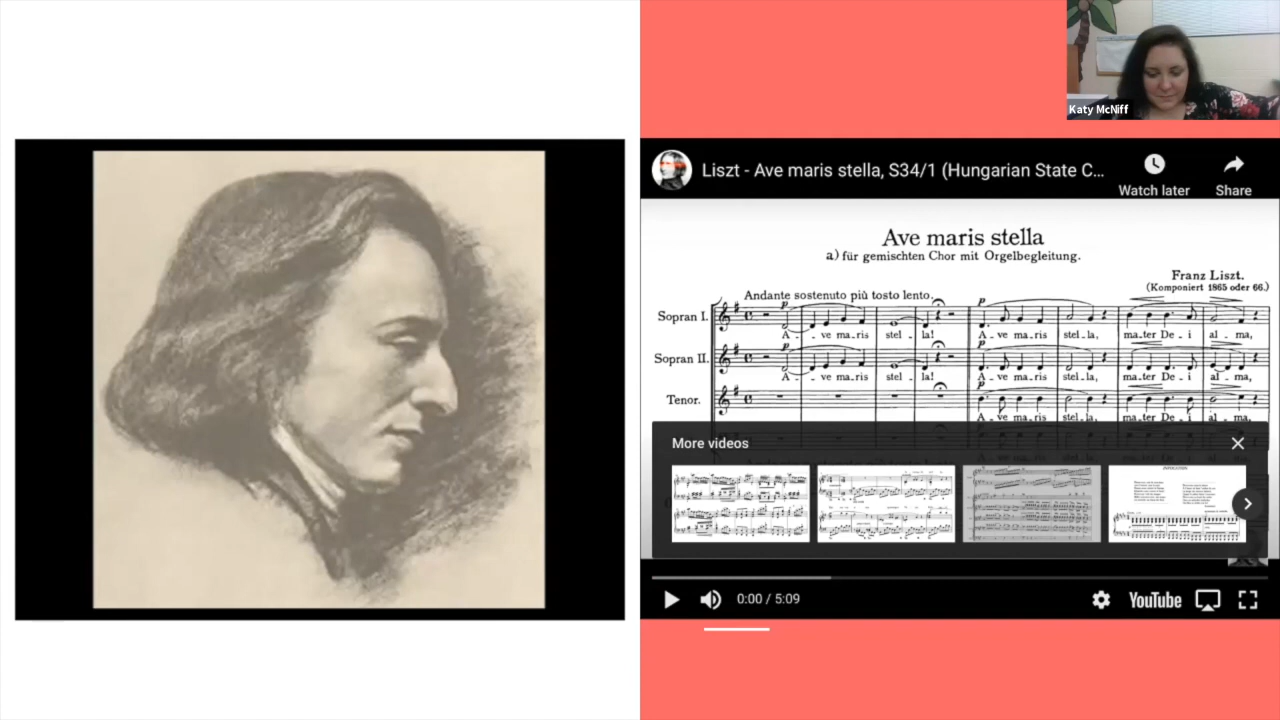 Katy McNiff
Liszt - Ave maris stella, S34/1 (Hungarian State C...
Watch later
Share
Ave maris stella
a) für gemischten Chor mit Orgelbegleitung.
Franz Liszt.
(Komponiert 1865 oder 66.)
Andante sostenuto più tosto lento.
p p
Sopran I.
A - ve ma-ris stel - la! A - ve ma-ris stel-la, ma-ter De - i al - ma,
p p
Sopran II.
A - ve ma-ris stel - la! A - ve ma-ris stel-la, ma-ter De - i al - ma,
p
Tenor.
A - ve ma-ris stel-la, ma-ter De - i al - ma,
More videos
0:00 / 5:09
YouTube